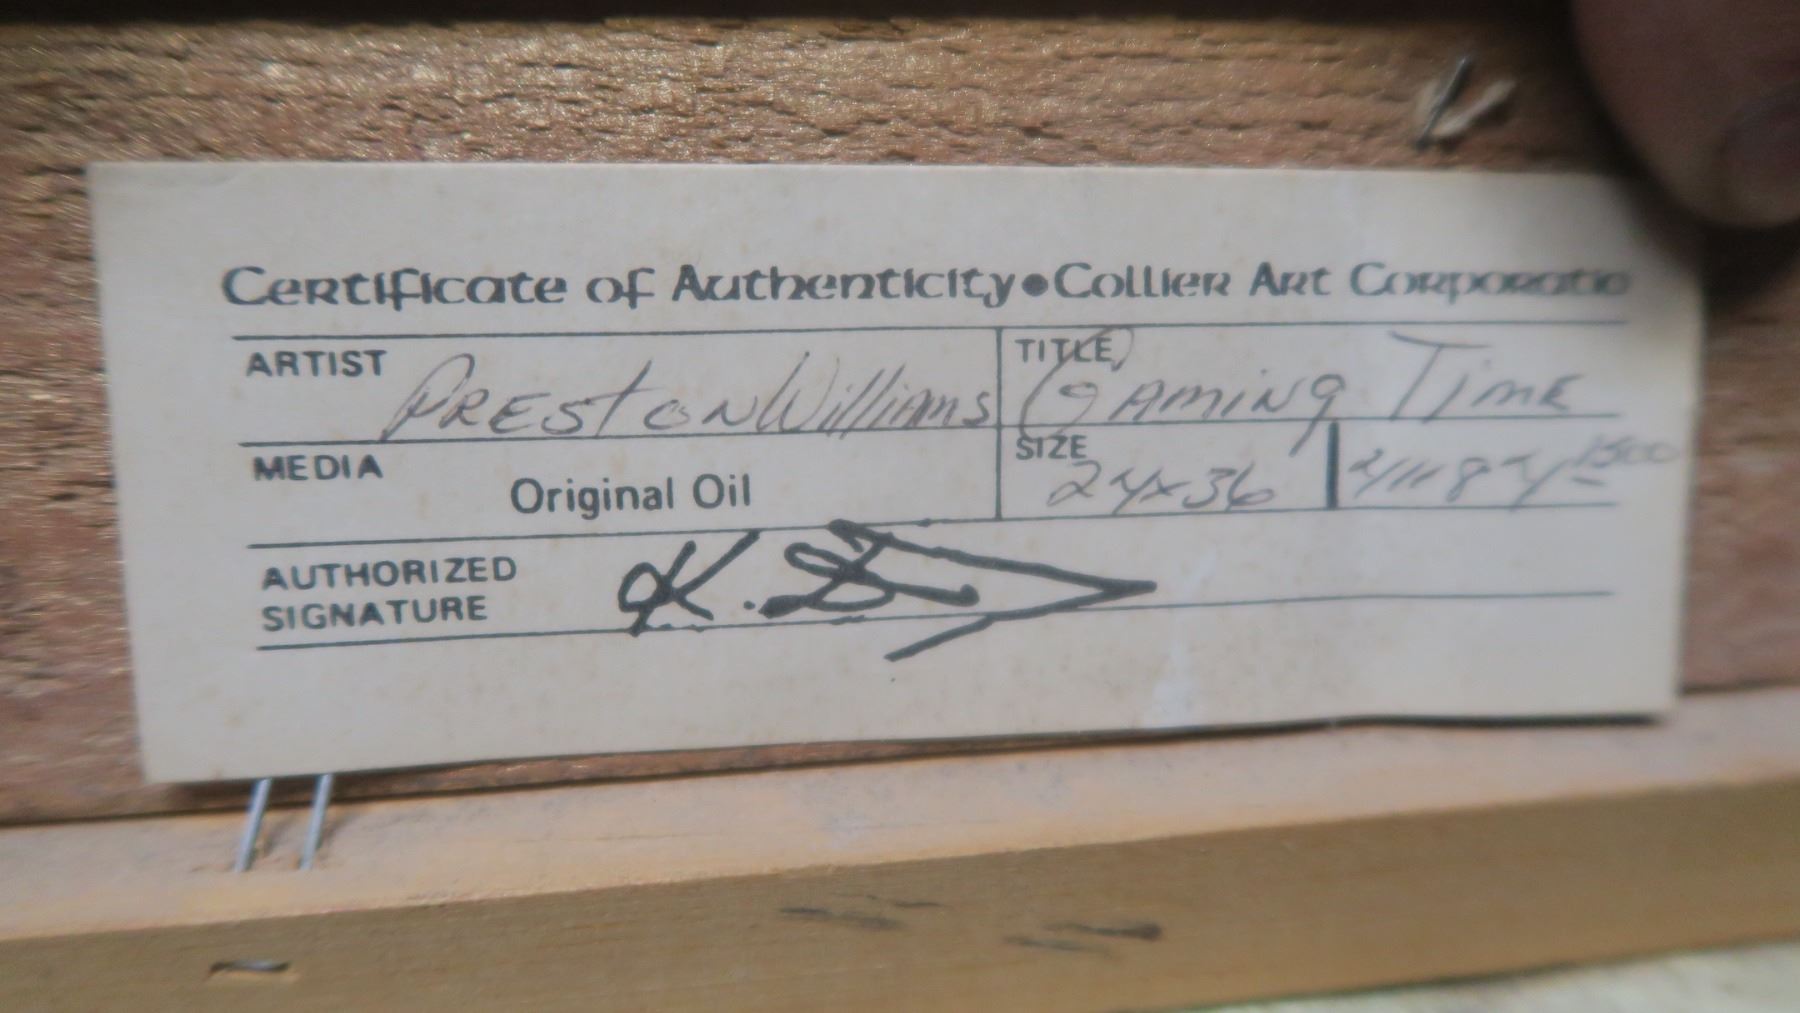 Certificate of Authenticity • Collier Art Corporatio
ARTIST Preston Williams
TITLE Gaming Time
MEDIA Original Oil
SIZE 24x36
AUTHORIZED
SIGNATURE